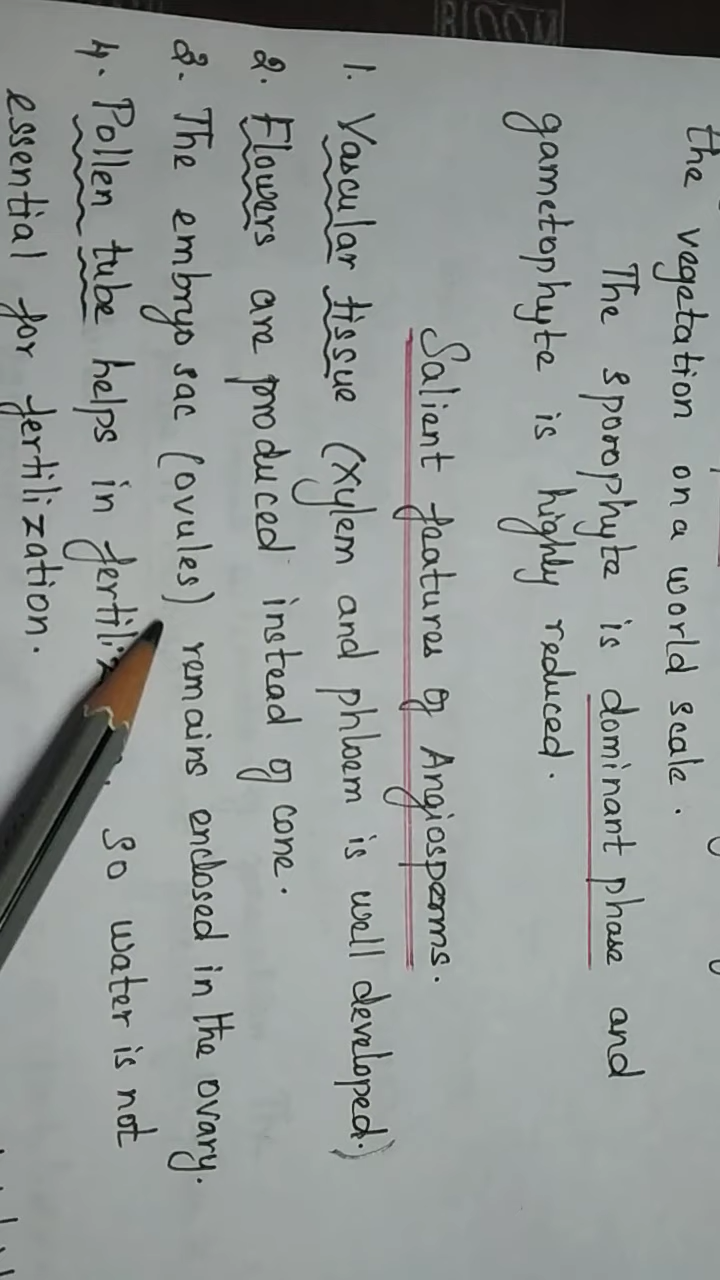 BLOOM
the vegetation on a world scale.
The sporophyte is dominant phase and
gametophyte is highly reduced.
Salient features of Angiosperms.
1. Vascular tissue (xylem and phloem is well developed.)
2. Flowers are produced instead of cone.
3. The embryo sac (ovules) remains enclosed in the ovary.
4. Pollen tube helps in So water is not
essential for fertilization.